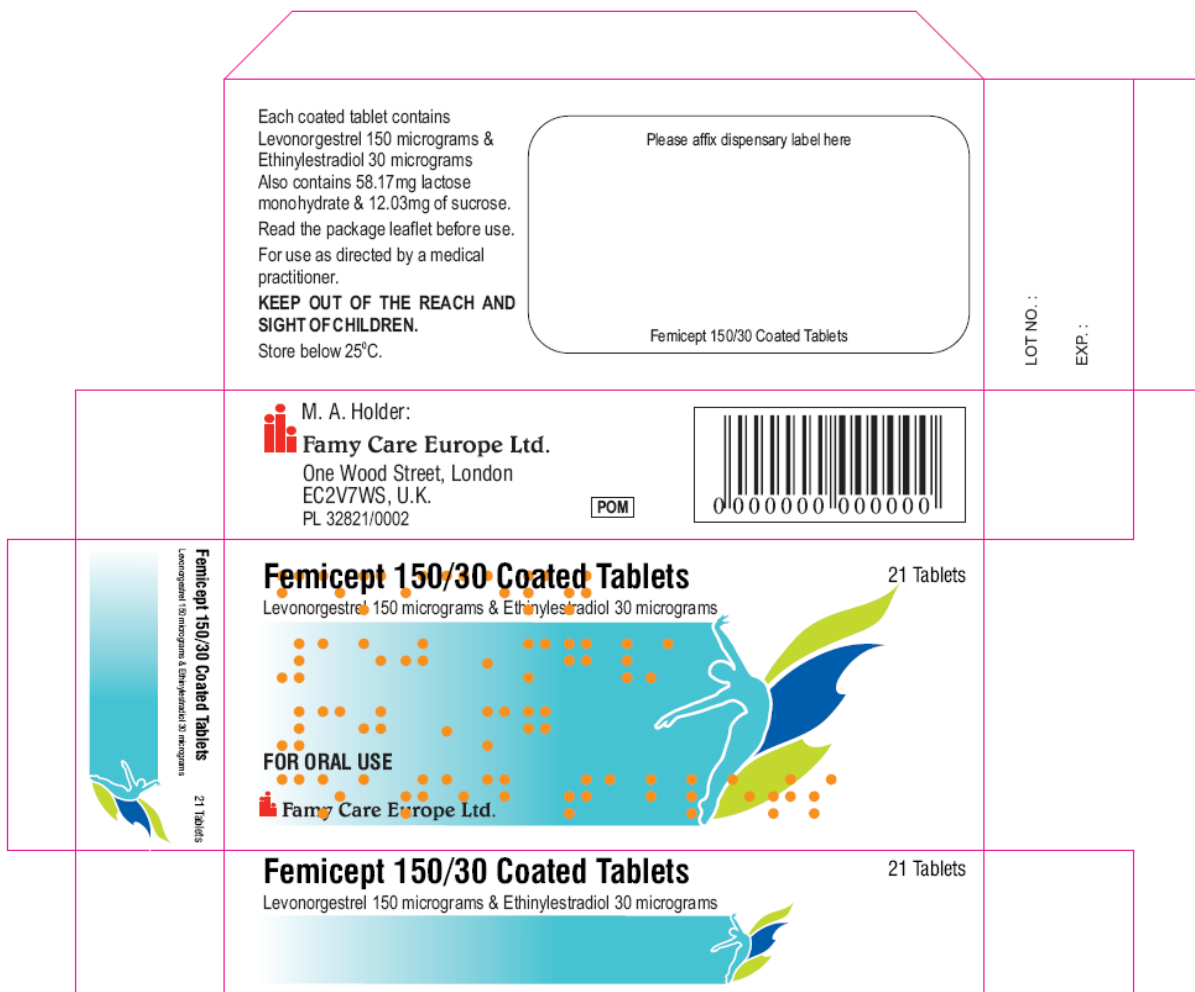 Each coated tablet contains
Levonorgestrel 150 micrograms &
Ethinylestradiol 30 micrograms
Also contains 58.17mg lactose
monohydrate & 12.03mg of sucrose.
Read the package leaflet before use.
For use as directed by a medical
practitioner.
KEEP OUT OF THE REACH AND
SIGHT OF CHILDREN.
Store below 25⁰C.
Please affix dispensary label here
Femicept 150/30 Coated Tablets
LOT NO. :
EXP. :
M. A. Holder:
Famy Care Europe Ltd.
One Wood Street, London
EC2V7WS, U.K.
PL 32821/0002
POM
0 000000 000000
Femicept 150/30 Coated Tablets
Levonorgestrel 150 micrograms & Ethinylestradiol 30 micrograms
21 Tablets
Femicept 150/30 Coated Tablets
21 Tablets
Levonorgestrel 150 micrograms & Ethinylestradiol 30 micrograms
FOR ORAL USE
Famy Care Europe Ltd.
Femicept 150/30 Coated Tablets
21 Tablets
Levonorgestrel 150 micrograms & Ethinylestradiol 30 micrograms